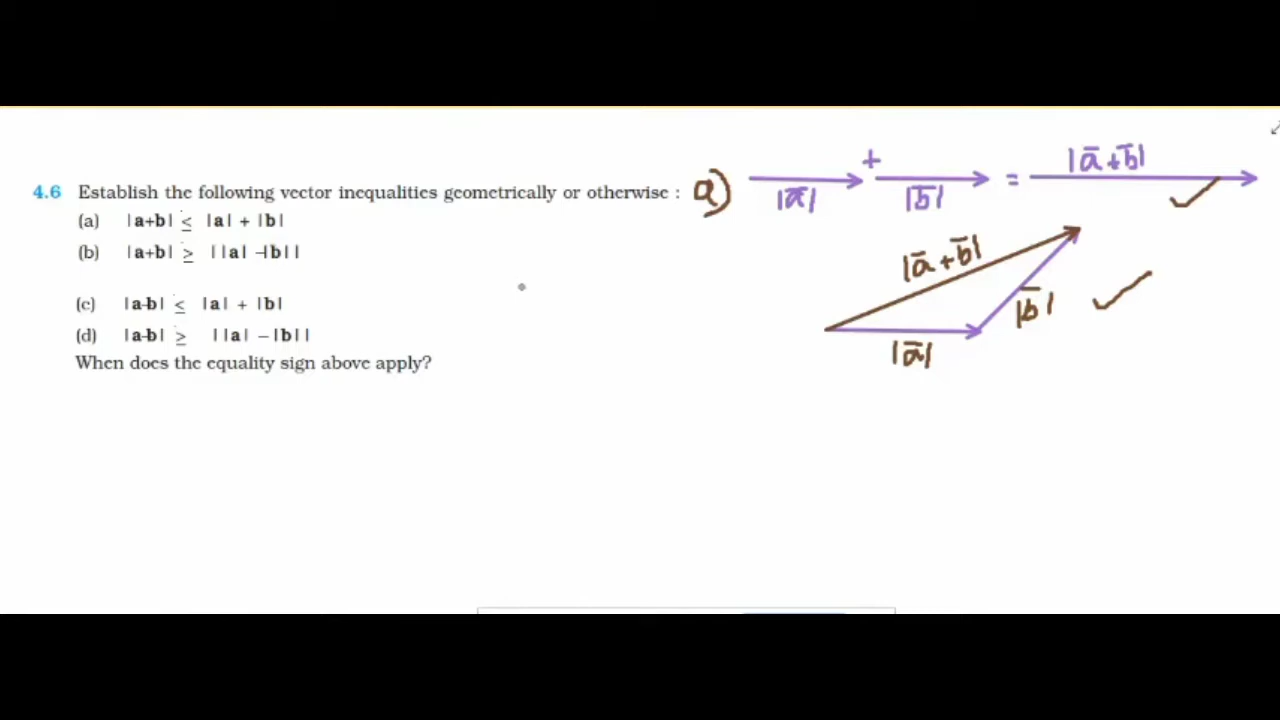 4.6 Establish the following vector inequalities geometrically or otherwise :
(a) |a+b| ≤ |a| + |b|
(b) |a+b| ≥ ||a| −|b||
(c) |a-b| ≤ |a| + |b|
(d) |a-b| ≥ ||a| − |b||
When does the equality sign above apply?
a) |a̅| + |b̅| = |a̅+b̅|
|a̅+b̅|
|b̅|
|a̅|